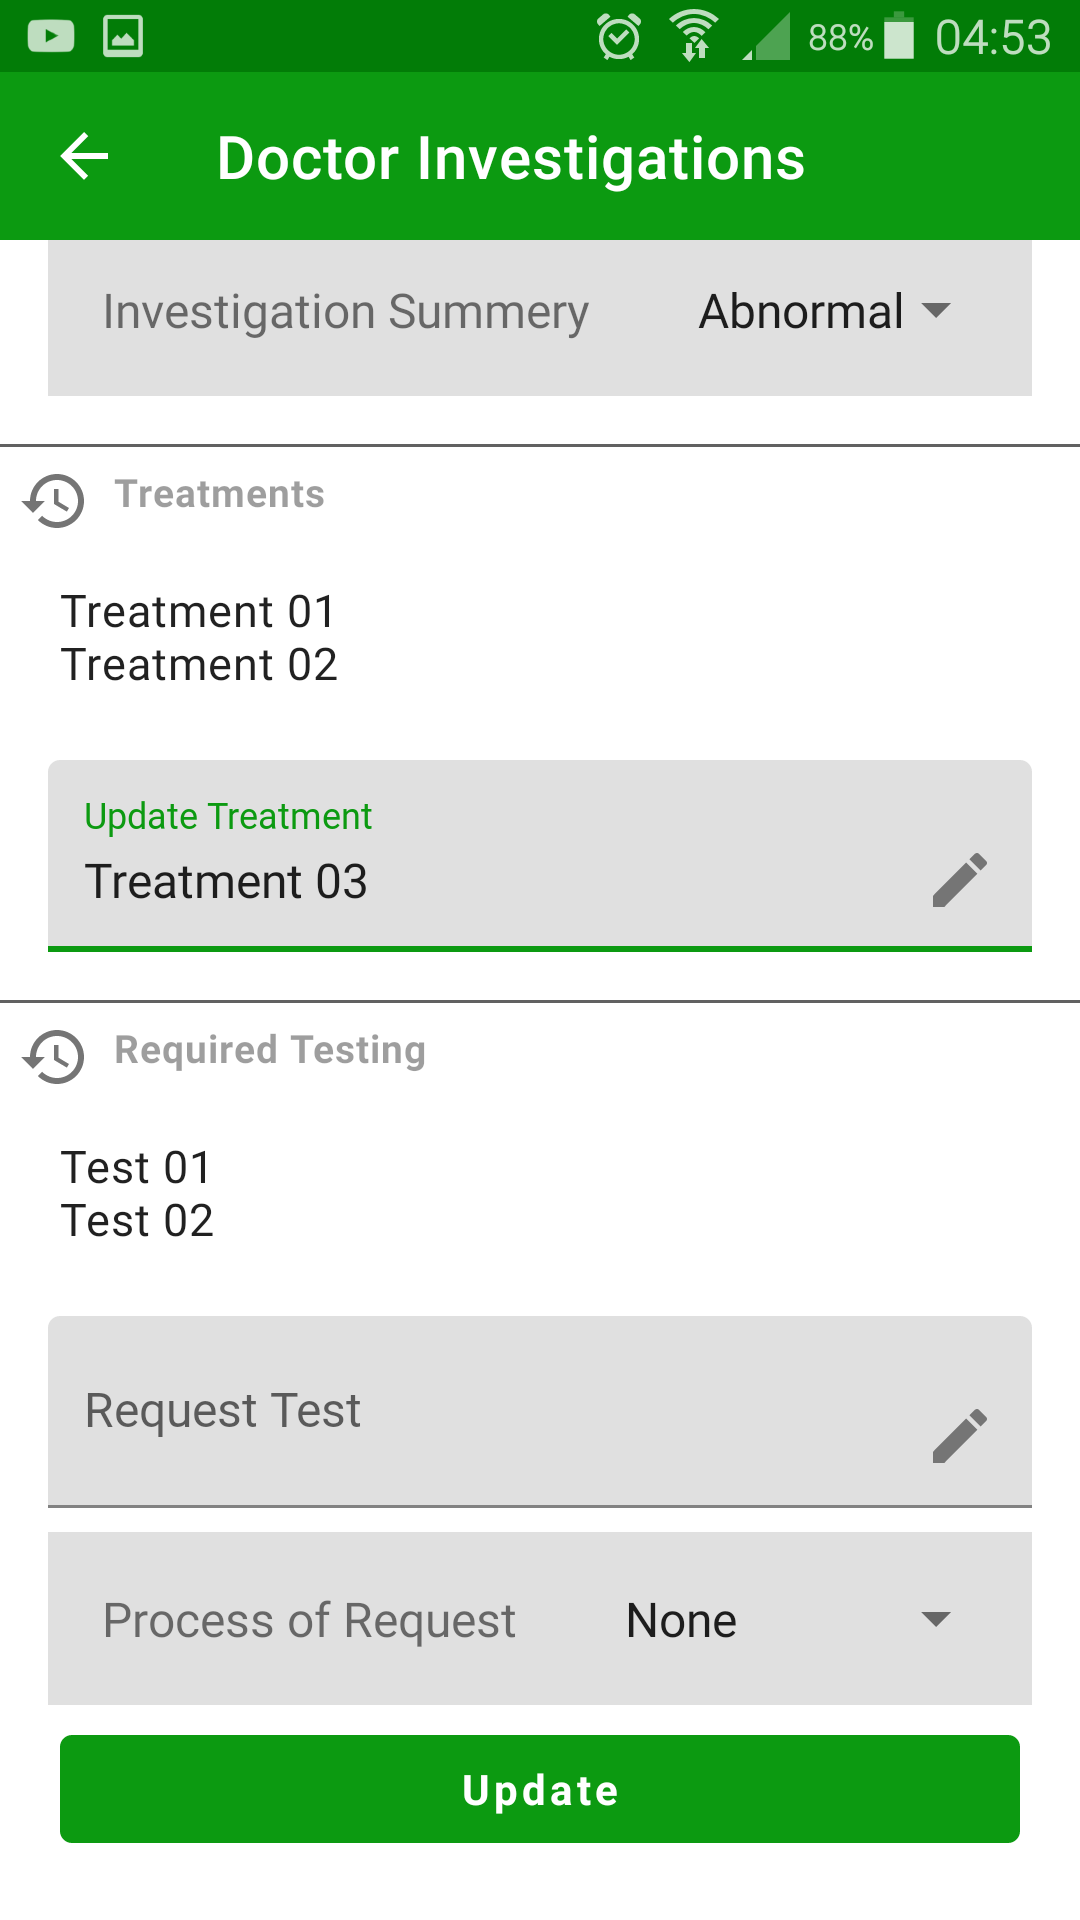 88% 04:53
Doctor Investigations
Investigation Summery Abnormal
Treatments
Treatment 01
Treatment 02
Update Treatment
Treatment 03
Required Testing
Test 01
Test 02
Request Test
Process of Request None
Update